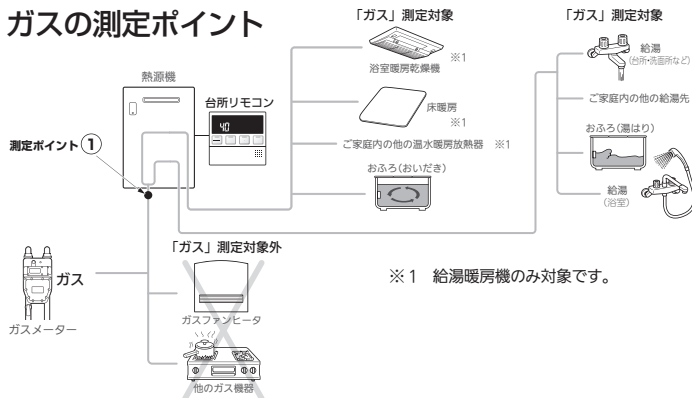 ガスの測定ポイント
熱源機
台所リモコン
40
測定ポイント①
「ガス」測定対象
※1
浴室暖房乾燥機
床暖房
※1
ご家庭内の他の温水暖房放熱器 ※1
おふろ(おいだき)
「ガス」測定対象
給湯
(台所・洗面所など)
ご家庭内の他の給湯先
おふろ(湯はり)
給湯
(浴室)
ガス
ガスメーター
「ガス」測定対象外
ガスファンヒータ
他のガス機器
※1 給湯暖房機のみ対象です。